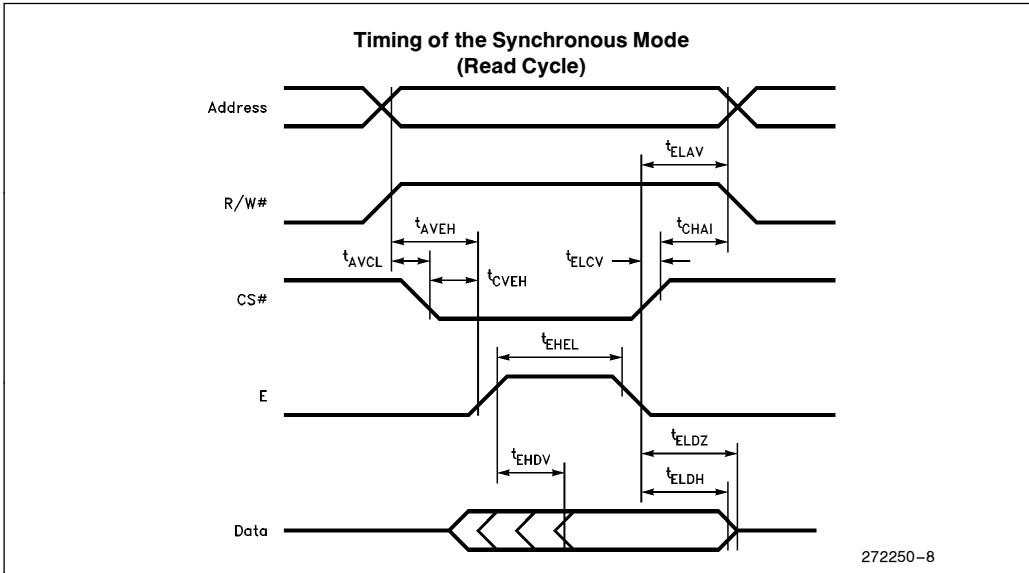 Timing of the Synchronous Mode
(Read Cycle)
Address
tELAV
R/W#
tAVEH
tCHAI
tAVCL
tELCV
tCVEH
CS#
tEHEL
E
tELDZ
tEHDV
tELDH
Data
272250–8